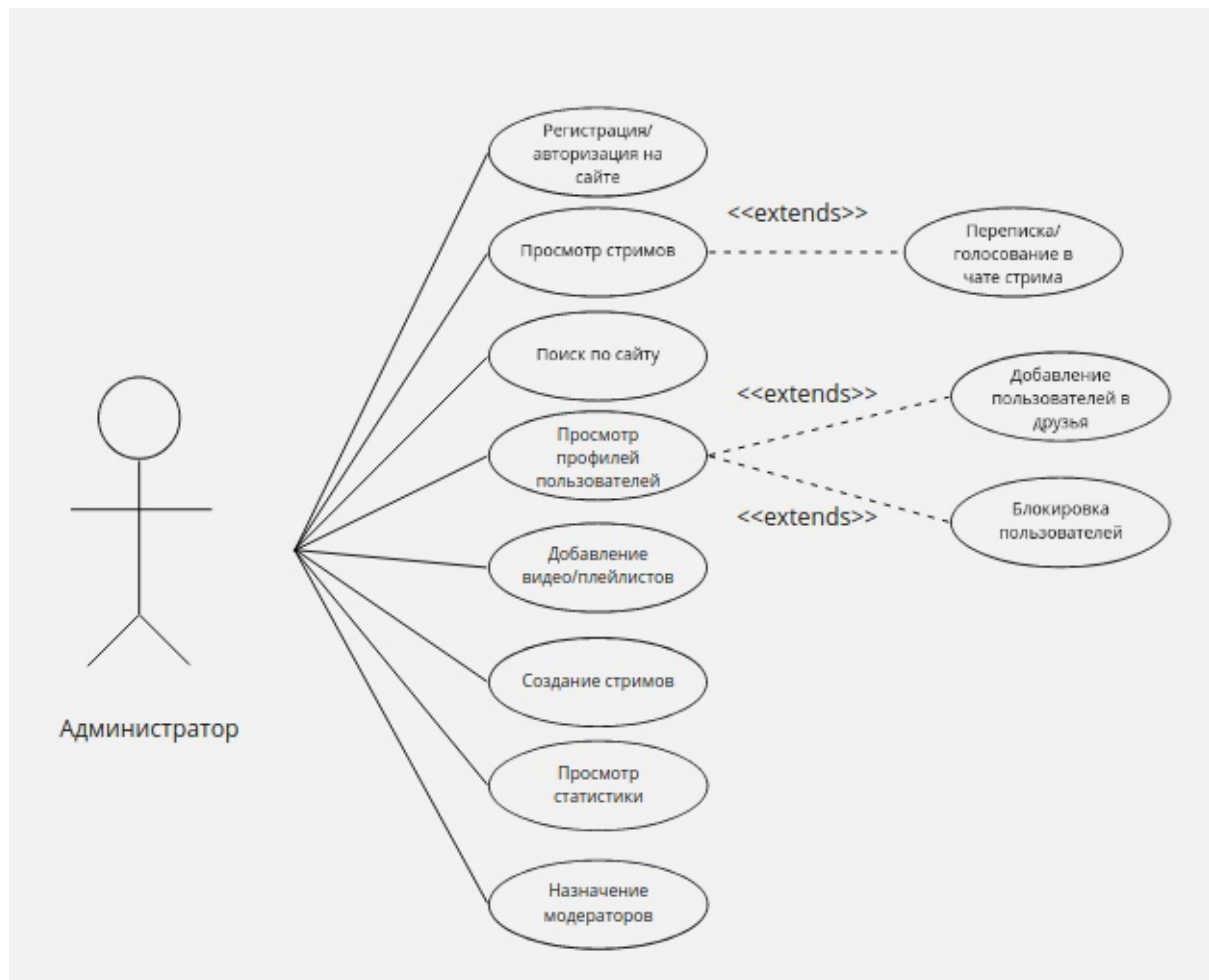 Регистрация/
авторизация на
сайте
<<extends>>
Просмотр стримов
Переписка/
голосование в
чате стрима
Поиск по сайту
<<extends>>
Добавление
пользователей в
друзья
Просмотр
профилей
пользователей
<<extends>>
Блокировка
пользователей
Добавление
видео/плейлистов
Создание стримов
Администратор
Просмотр
статистики
Назначение
модераторов